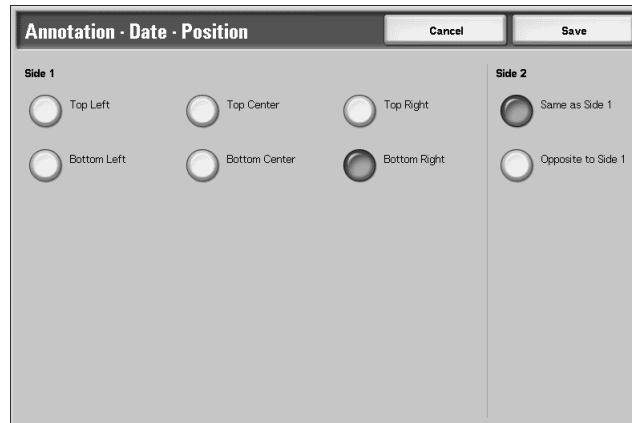 Annotation · Date · Position
Cancel
Save
Side 1
Side 2
Top Left
Top Center
Top Right
Same as Side 1
Bottom Left
Bottom Center
Bottom Right
Opposite to Side 1